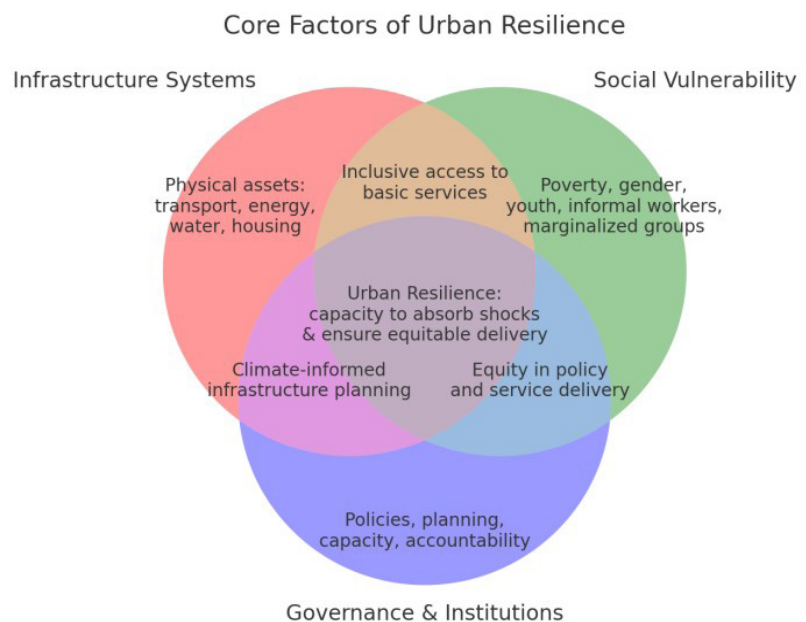 Core Factors of Urban Resilience
Infrastructure Systems
Social Vulnerability
Physical assets:
transport, energy,
water, housing
Inclusive access to
basic services
Poverty, gender,
youth, informal workers,
marginalized groups
Urban Resilience:
capacity to absorb shocks
& ensure equitable delivery
Climate-informed
infrastructure planning
Equity in policy
and service delivery
Policies, planning,
capacity, accountability
Governance & Institutions